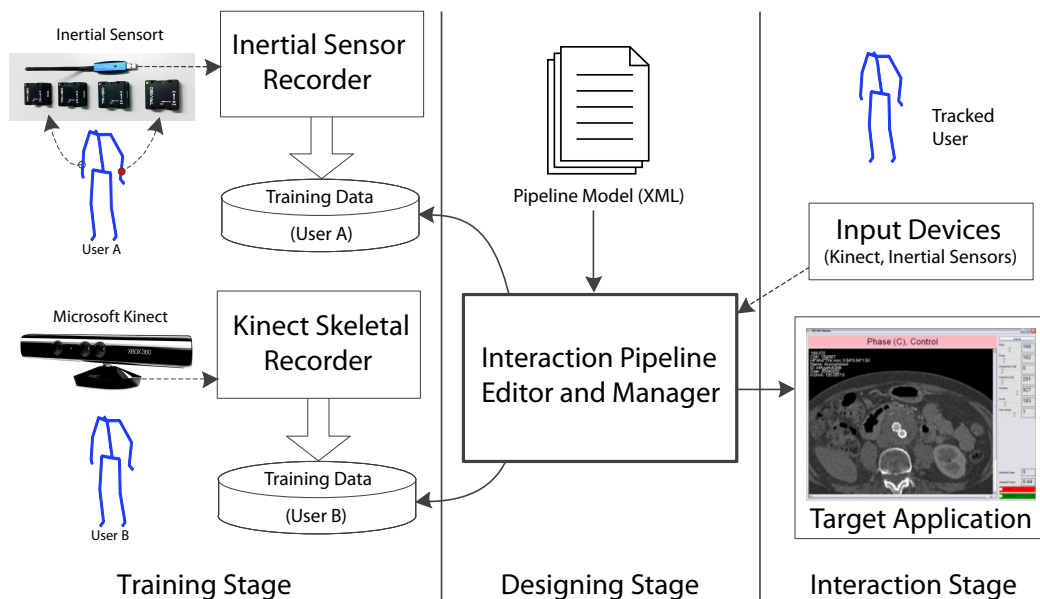 Inertial Sensort
Inertial Sensor
Recorder
Training Data
(User A)
User A
Microsoft Kinect
XBOX360
Kinect Skeletal
Recorder
Training Data
(User B)
User B
Training Stage
Pipeline Model (XML)
Interaction Pipeline
Editor and Manager
Designing Stage
Tracked
User
Input Devices
(Kinect, Inertial Sensors)
Phase (C), Control
Target Application
Interaction Stage